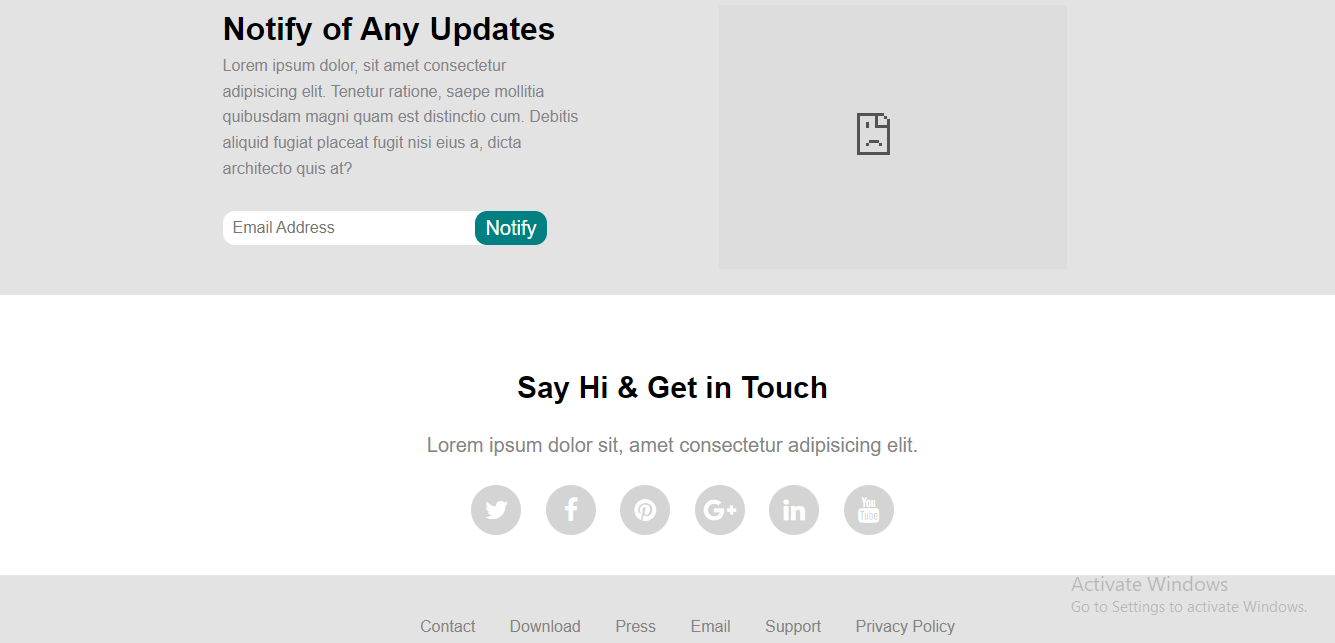 Notify of Any Updates
Lorem ipsum dolor, sit amet consectetur
adipisicing elit. Tenetur ratione, saepe mollitia
quibusdam magni quam est distinctio cum. Debitis
aliquid fugiat placeat fugit nisi eius a, dicta
architecto quis at?
Email Address
Notify
Say Hi & Get in Touch
Lorem ipsum dolor sit, amet consectetur adipisicing elit.
You
Tube
Activate Windows
Go to Settings to activate Windows.
Contact Download Press Email Support Privacy Policy